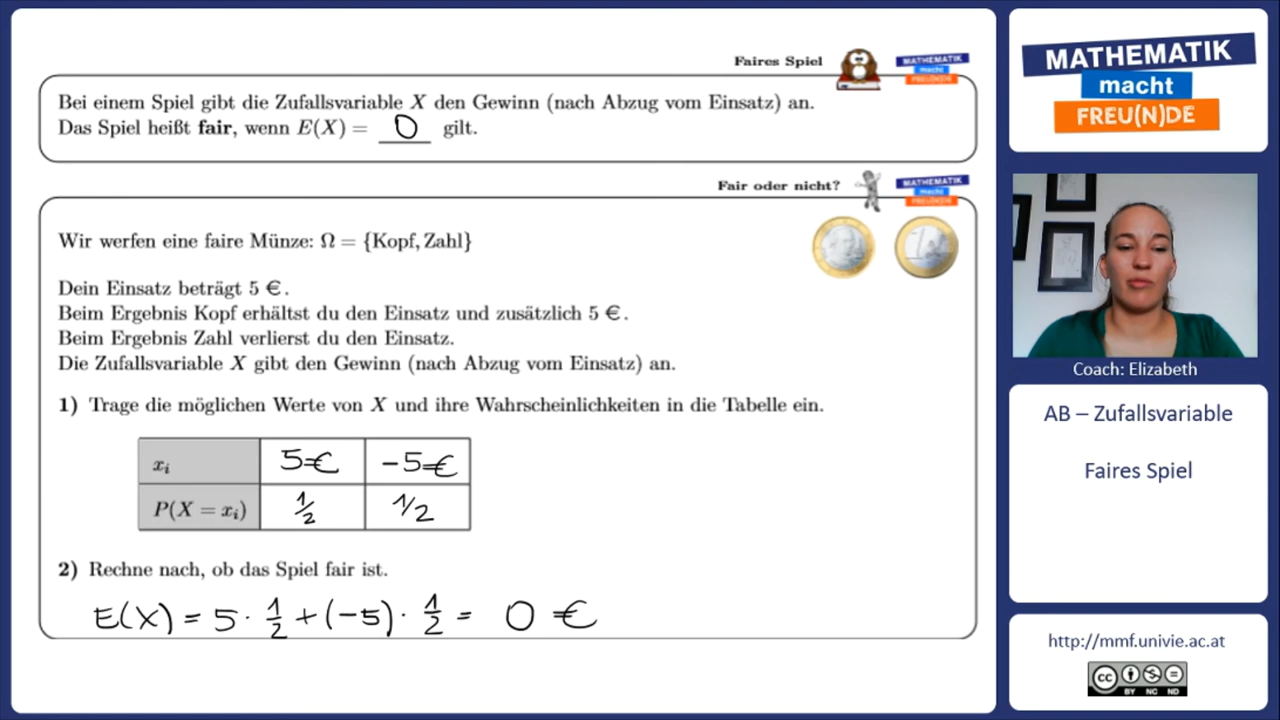 Faires Spiel
MATHEMATIK
macht
FREU(N)DE
Bei einem Spiel gibt die Zufallsvariable X den Gewinn (nach Abzug vom Einsatz) an.
Das Spiel heißt fair, wenn E(X) = 0 gilt.
Fair oder nicht?
MATHEMATIK
macht
FREU(N)DE
Wir werfen eine faire Münze: Ω = {Kopf, Zahl}
Dein Einsatz beträgt 5 €.
Beim Ergebnis Kopf erhältst du den Einsatz und zusätzlich 5 €.
Beim Ergebnis Zahl verlierst du den Einsatz.
Die Zufallsvariable X gibt den Gewinn (nach Abzug vom Einsatz) an.
1) Trage die möglichen Werte von X und ihre Wahrscheinlichkeiten in die Tabelle ein.
xᵢ 5€ -5€
P(X = xᵢ) 1/2 1/2
2) Rechne nach, ob das Spiel fair ist.
E(X) = 5 · 1/2 + (-5) · 1/2 = 0 €
MATHEMATIK
macht
FREU(N)DE
Coach: Elizabeth
AB – Zufallsvariable
Faires Spiel
http://mmf.univie.ac.at
cc
BY NC ND